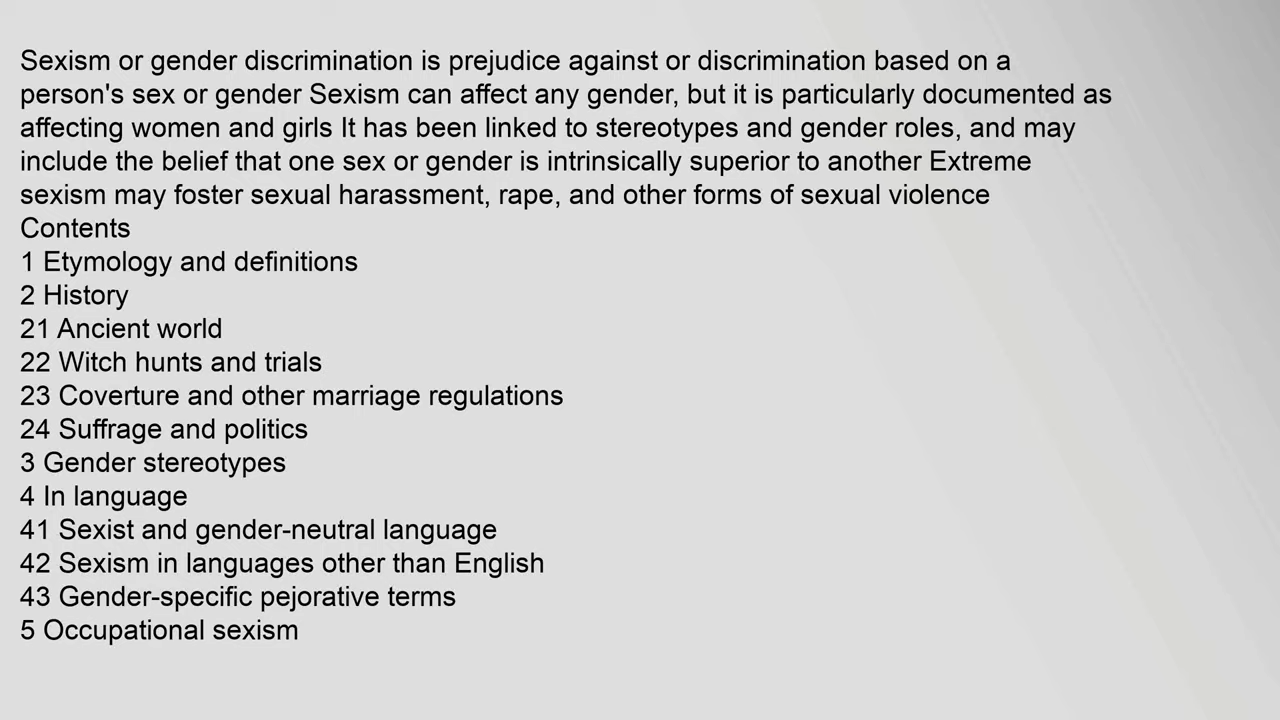 Sexism or gender discrimination is prejudice against or discrimination based on a
person's sex or gender Sexism can affect any gender, but it is particularly documented as
affecting women and girls It has been linked to stereotypes and gender roles, and may
include the belief that one sex or gender is intrinsically superior to another Extreme
sexism may foster sexual harassment, rape, and other forms of sexual violence
Contents
1 Etymology and definitions
2 History
21 Ancient world
22 Witch hunts and trials
23 Coverture and other marriage regulations
24 Suffrage and politics
3 Gender stereotypes
4 In language
41 Sexist and gender-neutral language
42 Sexism in languages other than English
43 Gender-specific pejorative terms
5 Occupational sexism